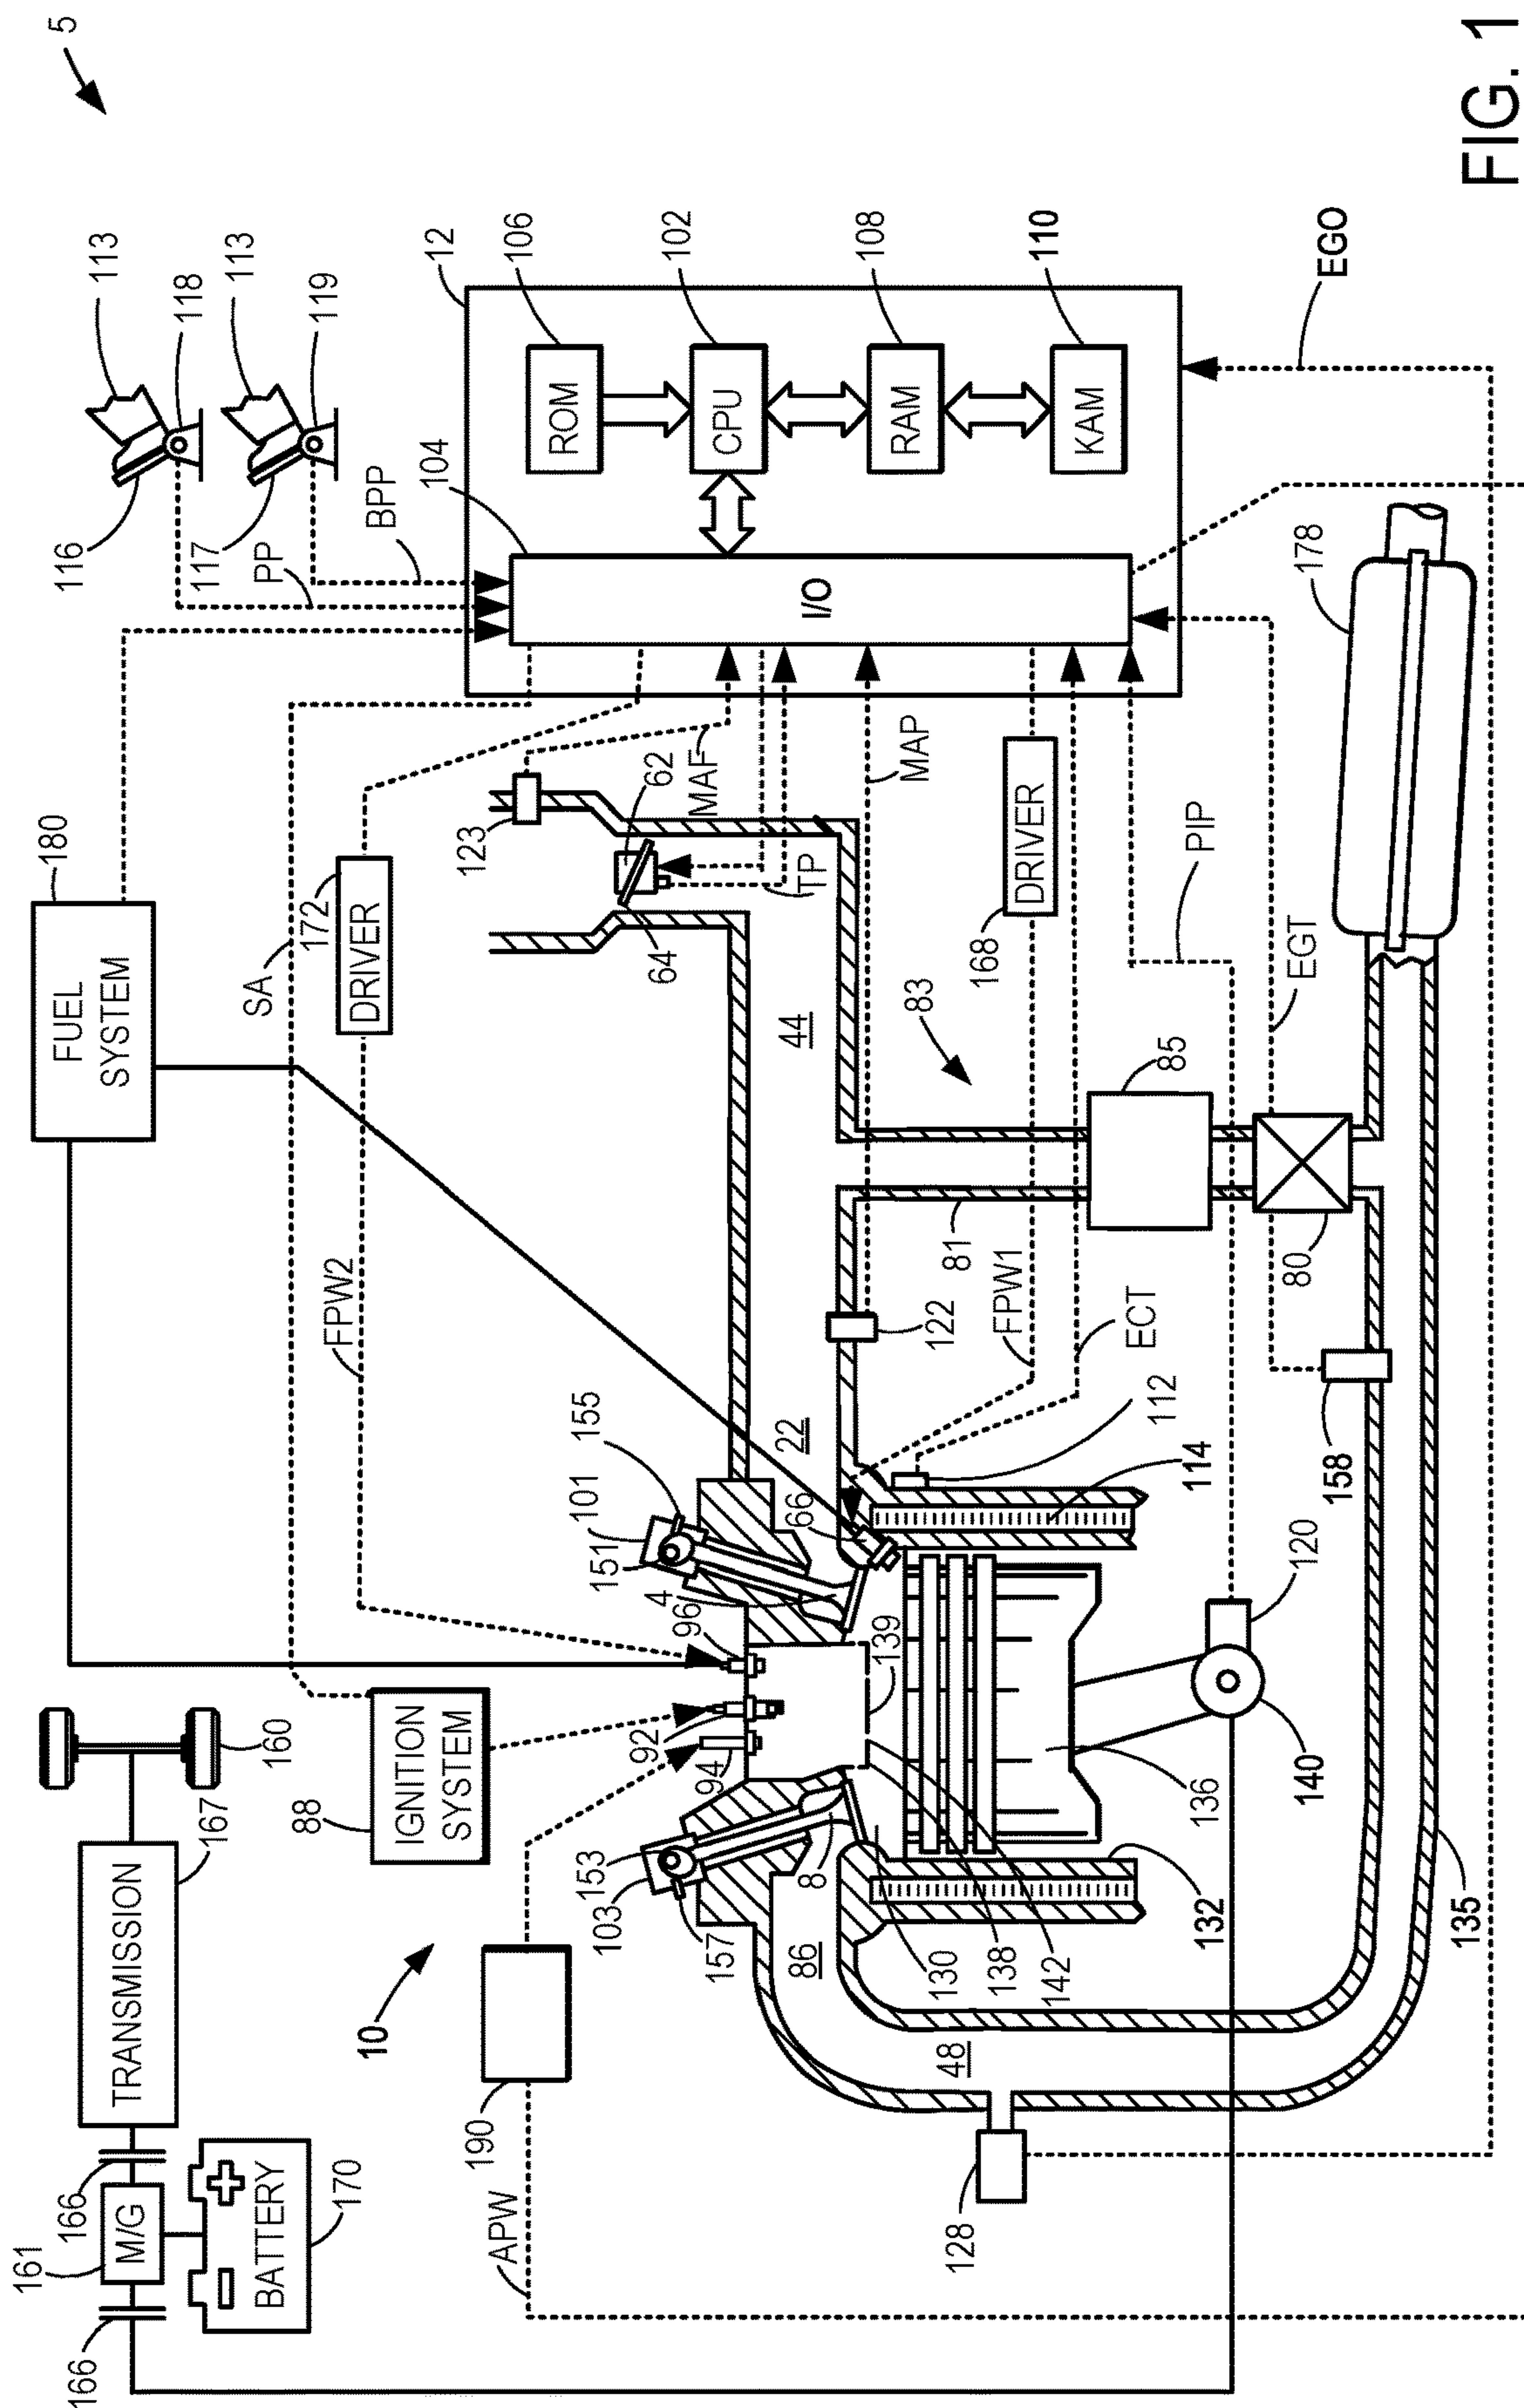 FIG. 1
5
161
166
166
M/G
BATTERY
170
TRANSMISSION
167
160
FUEL
SYSTEM
180
113
113
116
118
117
119
PP
BPP
10
190
APW
88
IGNITION
SYSTEM
SA
FPW2
172
DRIVER
12
104
I/O
106
ROM
102
CPU
108
RAM
110
KAM
EGO
123
MAF
62
64
TP
MAP
168
DRIVER
PIP
EGT
44
83
85
81
80
122
FPW1
ECT
22
155
101
151
4
96
92
94
139
66
112
114
103
153
157
8
86
130
138
142
132
136
140
120
158
48
128
135
178